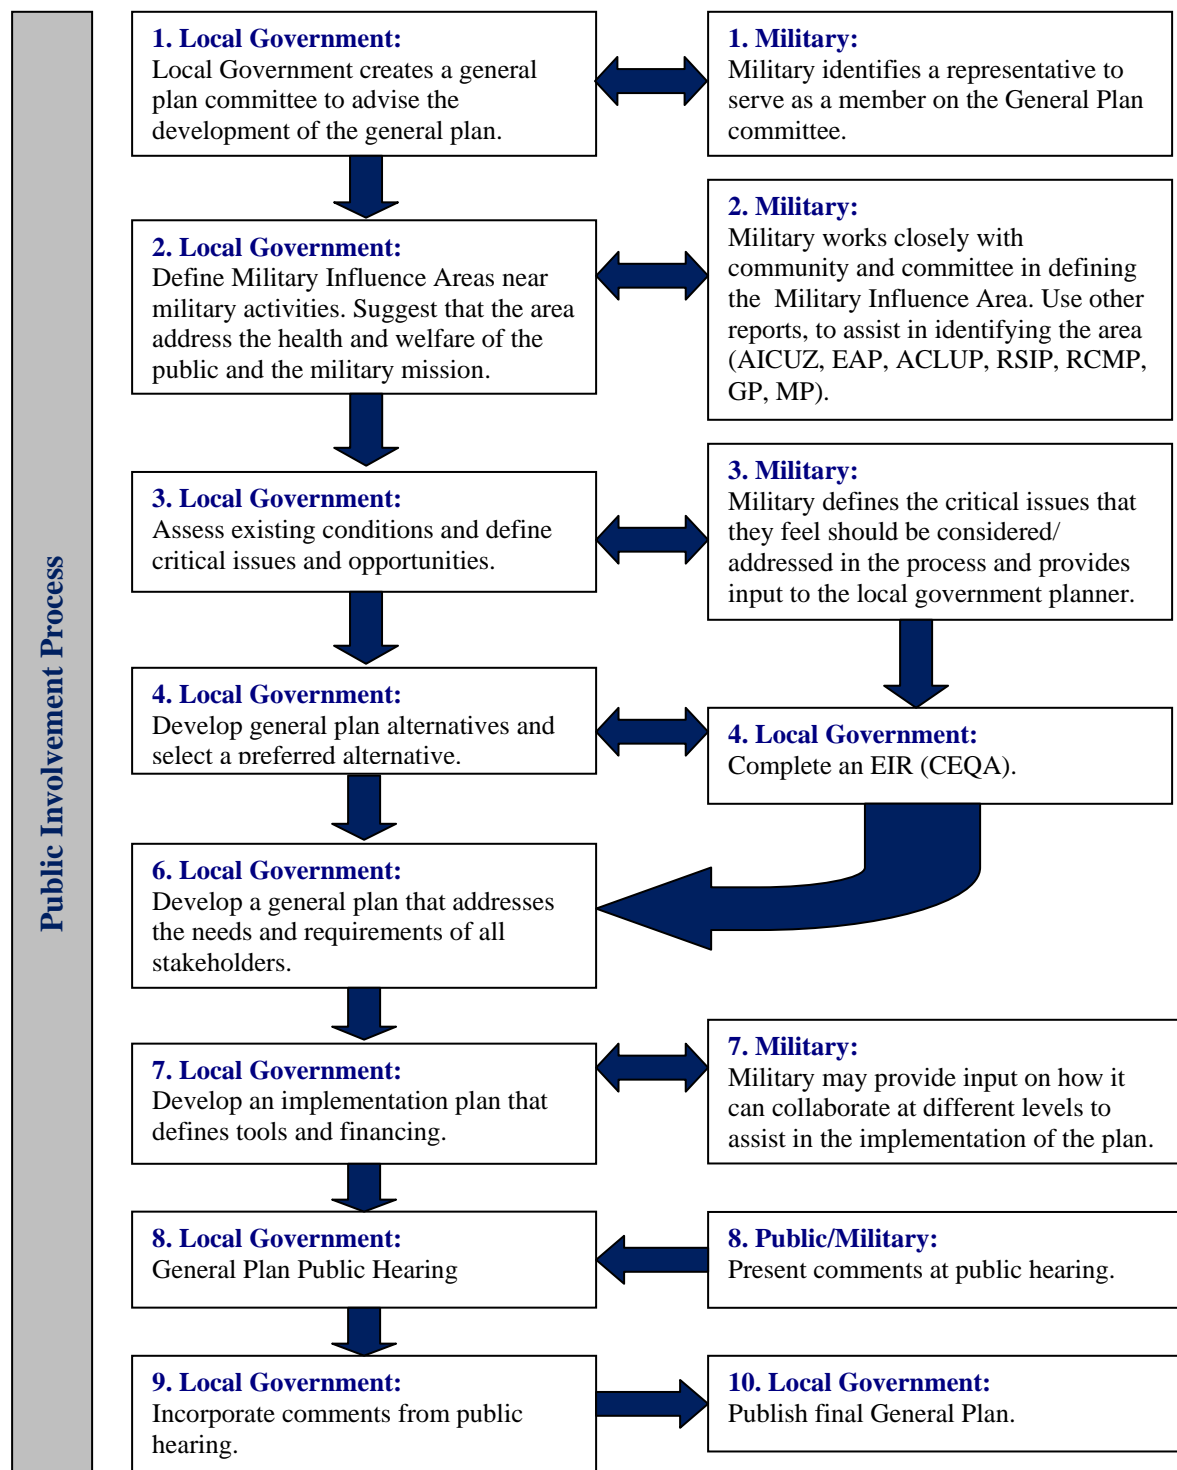 Public Involvement Process
1. Local Government:
Local Government creates a general
plan committee to advise the
development of the general plan.
1. Military:
Military identifies a representative to
serve as a member on the General Plan
committee.
2. Local Government:
Define Military Influence Areas near
military activities. Suggest that the area
address the health and welfare of the
public and the military mission.
2. Military:
Military works closely with
community and committee in defining
the Military Influence Area. Use other
reports, to assist in identifying the area
(AICUZ, EAP, ACLUP, RSIP, RCMP,
GP, MP).
3. Local Government:
Assess existing conditions and define
critical issues and opportunities.
3. Military:
Military defines the critical issues that
they feel should be considered/
addressed in the process and provides
input to the local government planner.
4. Local Government:
Develop general plan alternatives and
select a preferred alternative.
4. Local Government:
Complete an EIR (CEQA).
6. Local Government:
Develop a general plan that addresses
the needs and requirements of all
stakeholders.
7. Local Government:
Develop an implementation plan that
defines tools and financing.
7. Military:
Military may provide input on how it
can collaborate at different levels to
assist in the implementation of the plan.
8. Local Government:
General Plan Public Hearing
8. Public/Military:
Present comments at public hearing.
9. Local Government:
Incorporate comments from public
hearing.
10. Local Government:
Publish final General Plan.